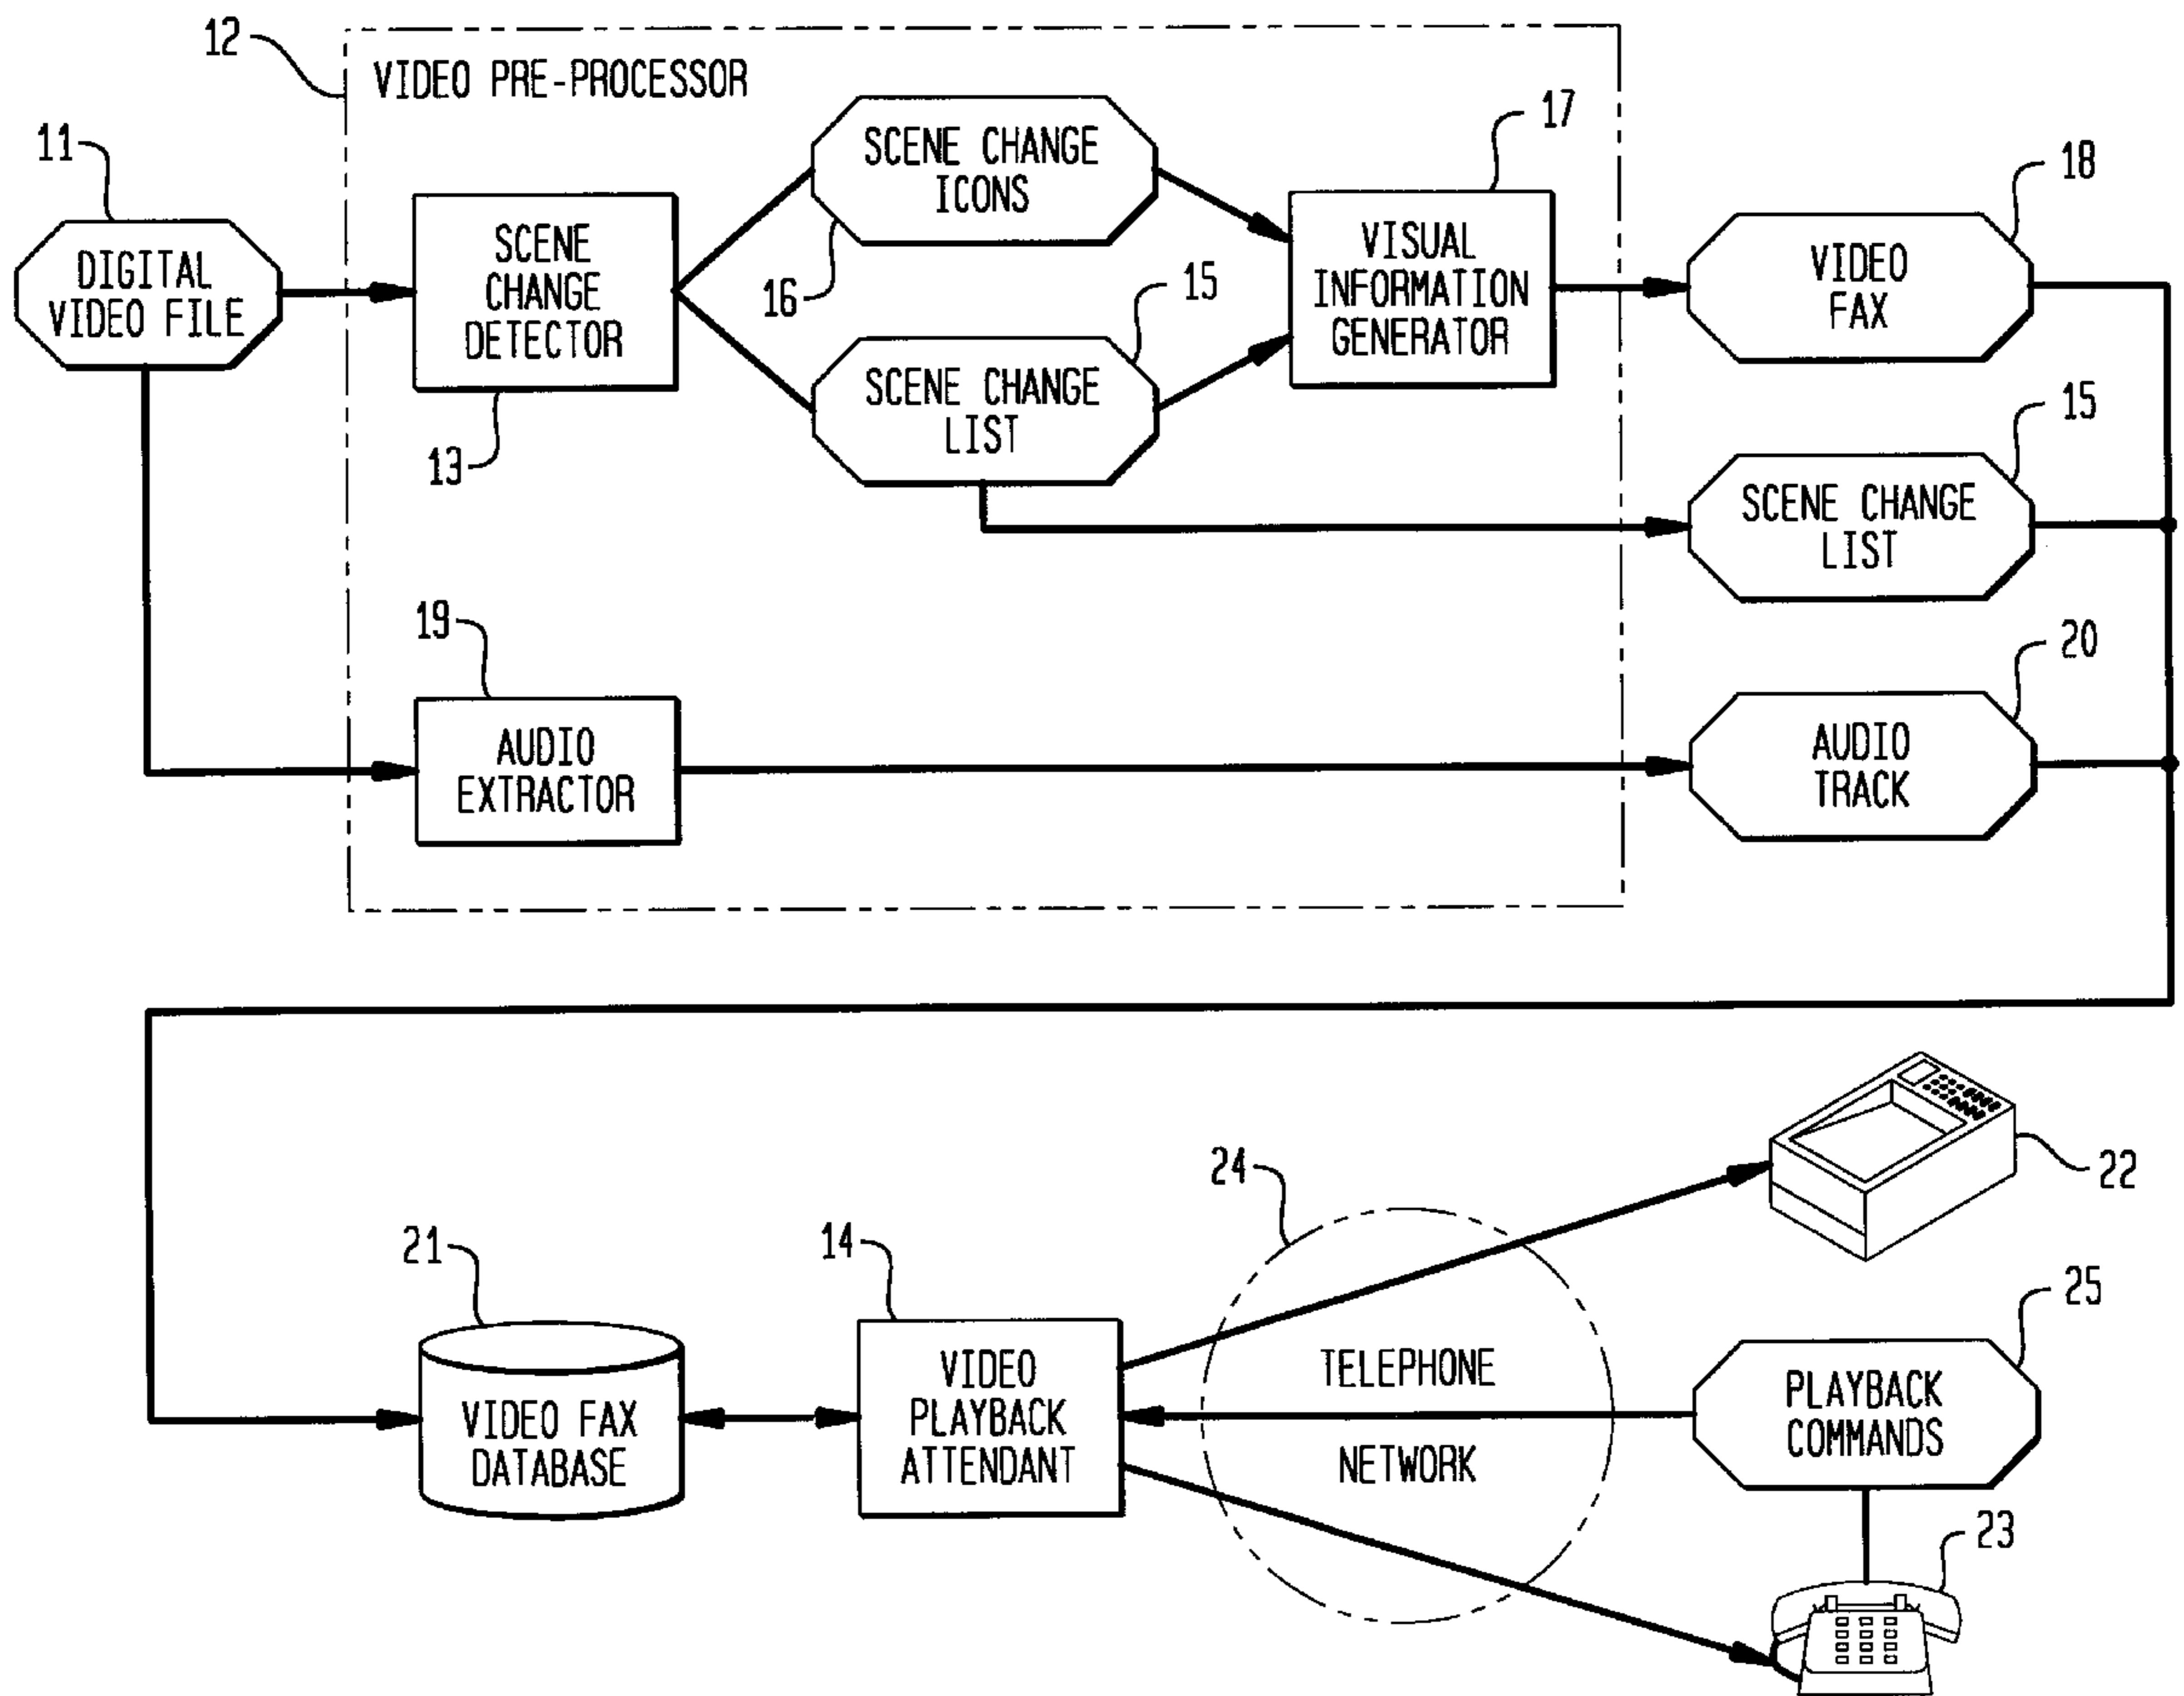 12
VIDEO PRE-PROCESSOR
11
DIGITAL
VIDEO FILE
SCENE
CHANGE
DETECTOR
13
SCENE CHANGE
ICONS
16
15
SCENE CHANGE
LIST
17
VISUAL
INFORMATION
GENERATOR
18
VIDEO
FAX
15
SCENE CHANGE
LIST
19
AUDIO
EXTRACTOR
20
AUDIO
TRACK
21
VIDEO FAX
DATABASE
14
VIDEO
PLAYBACK
ATTENDANT
24
TELEPHONE
NETWORK
22
25
PLAYBACK
COMMANDS
23